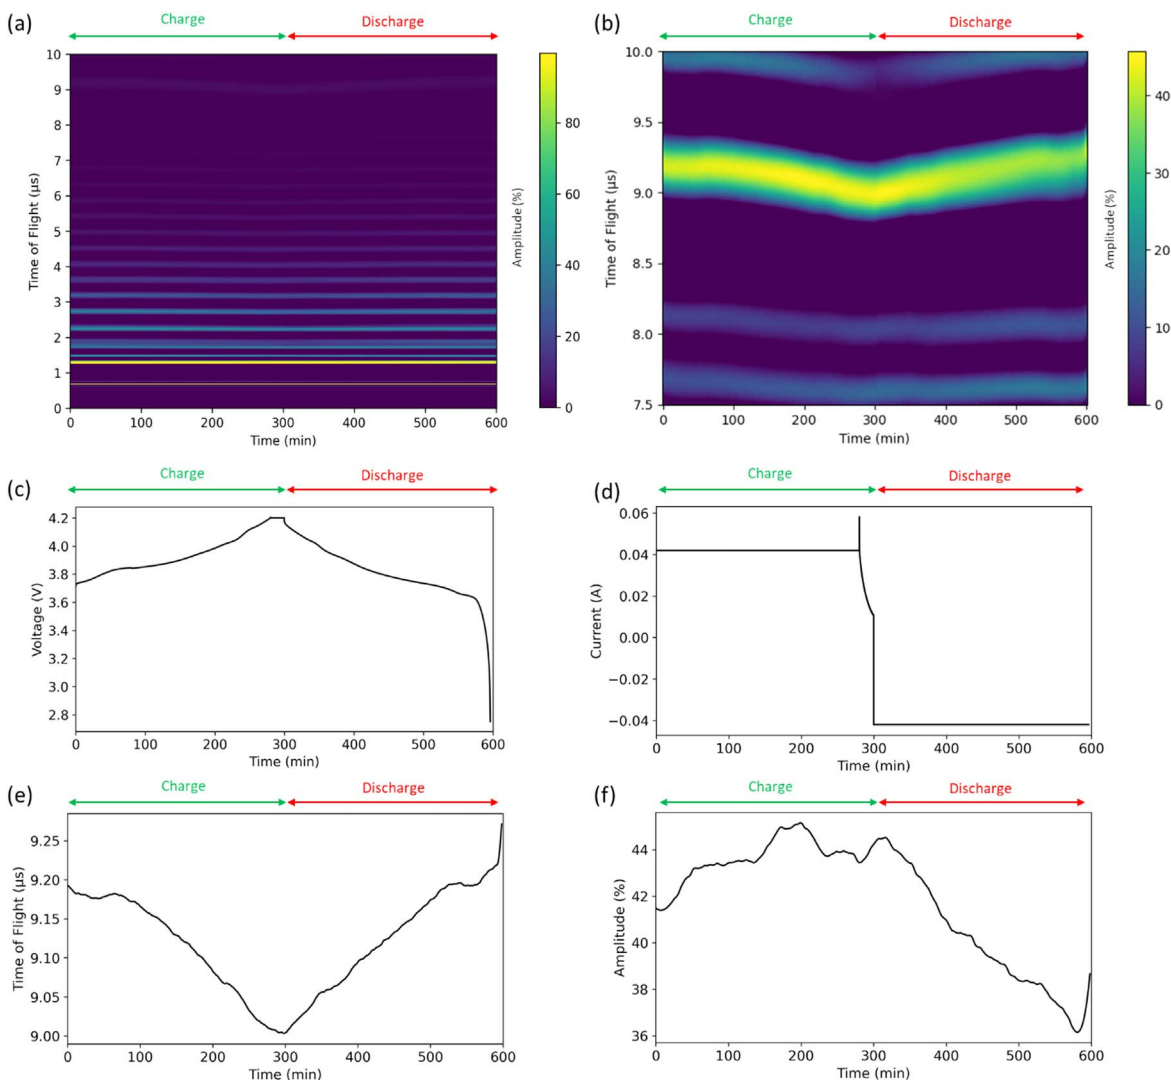 (a)
Charge
Discharge
10
9
8
7
6
5
4
3
2
1
0
Time of Flight (µs)
0 100 200 300 400 500 600
Time (min)
80
60
40
20
0
Amplitude (%)
(b)
Charge
Discharge
10.0
9.5
9.0
8.5
8.0
7.5
Time of Flight (µs)
0 100 200 300 400 500 600
Time (min)
40
30
20
10
0
Amplitude (%)
(c)
Charge
Discharge
4.2
4.0
3.8
3.6
3.4
3.2
3.0
2.8
Voltage (V)
0 100 200 300 400 500 600
Time (min)
(d)
Charge
Discharge
0.06
0.04
0.02
0.00
−0.02
−0.04
Current (A)
0 100 200 300 400 500 600
Time (min)
(e)
Charge
Discharge
9.25
9.20
9.15
9.10
9.05
9.00
Time of Flight (µs)
0 100 200 300 400 500 600
Time (min)
(f)
Charge
Discharge
44
42
40
38
36
Amplitude (%)
0 100 200 300 400 500 600
Time (min)